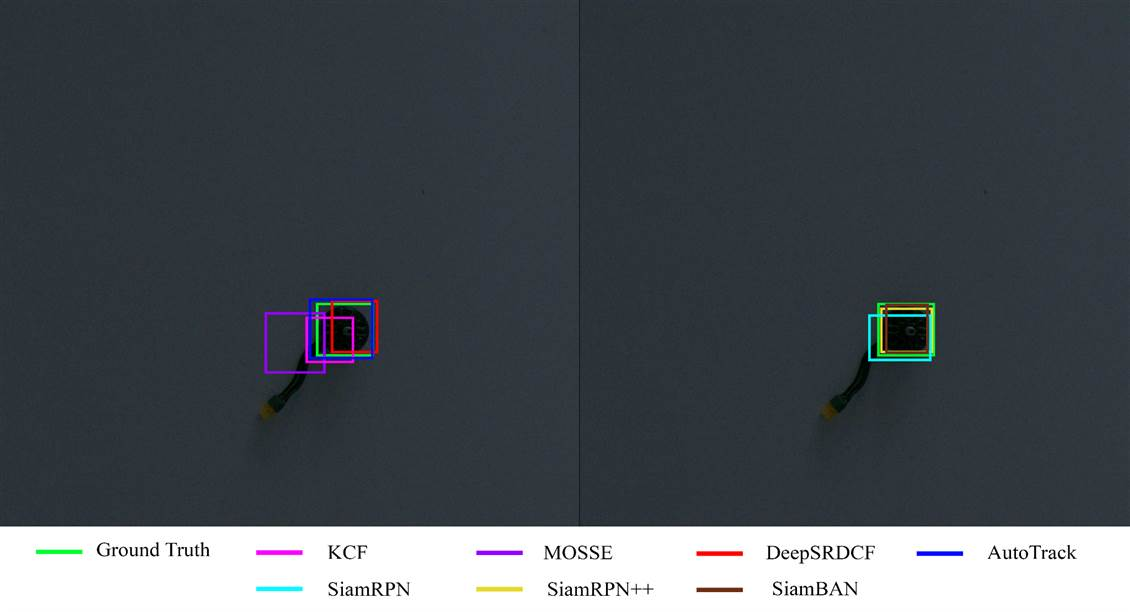 Ground Truth KCF MOSSE DeepSRDCF AutoTrack
SiamRPN SiamRPN++ SiamBAN